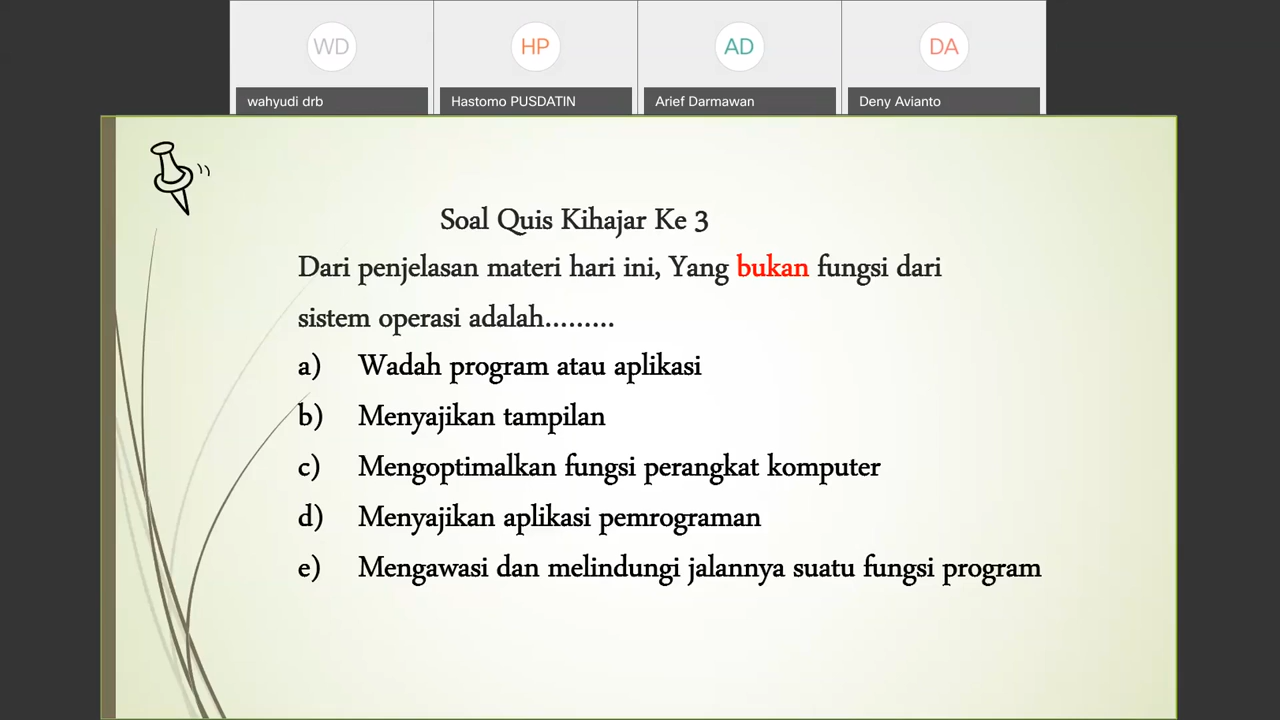 WD
HP
AD
DA
wahyudi drb
Hastomo PUSDATIN
Arief Darmawan
Deny Avianto
Soal Quis Kihajar Ke 3
Dari penjelasan materi hari ini, Yang bukan fungsi dari
sistem operasi adalah.........
a) Wadah program atau aplikasi
b) Menyajikan tampilan
c) Mengoptimalkan fungsi perangkat komputer
d) Menyajikan aplikasi pemrograman
e) Mengawasi dan melindungi jalannya suatu fungsi program